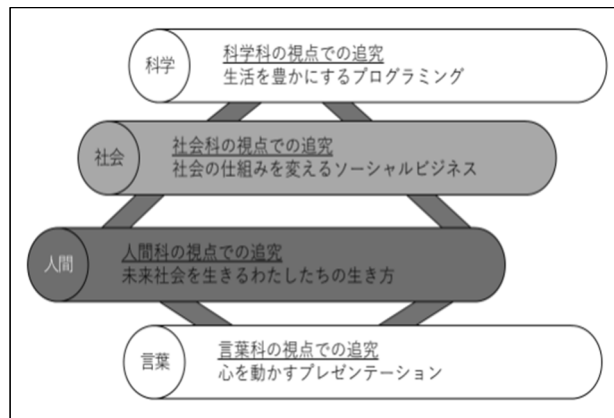 科学
科学科の視点での追究
生活を豊かにするプログラミング
社会
社会科の視点での追究
社会の仕組みを変えるソーシャルビジネス
人間
人間科の視点での追究
未来社会を生きるわたしたちの生き方
言葉
言葉科の視点での追究
心を動かすプレゼンテーション